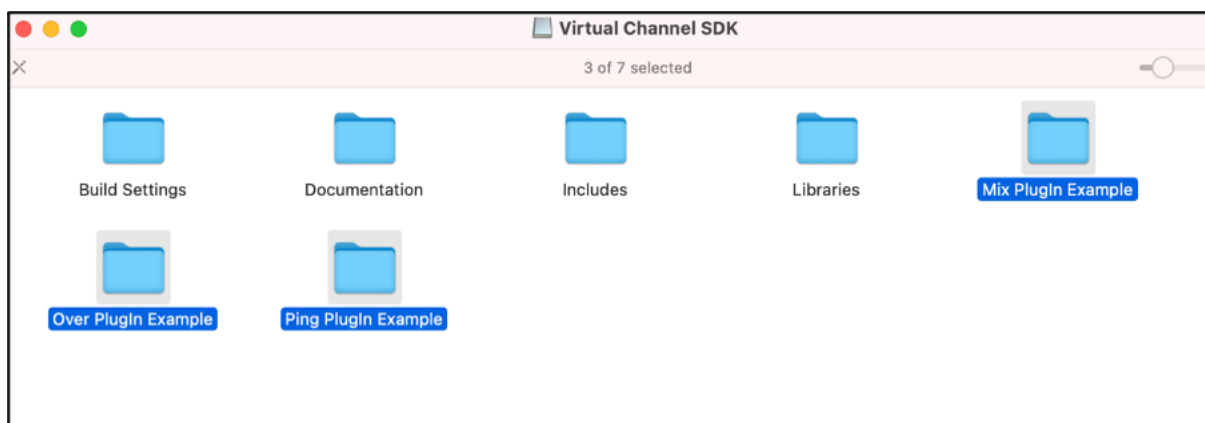 Virtual Channel SDK
3 of 7 selected
Build Settings
Documentation
Includes
Libraries
Mix PlugIn Example
Over PlugIn Example
Ping PlugIn Example